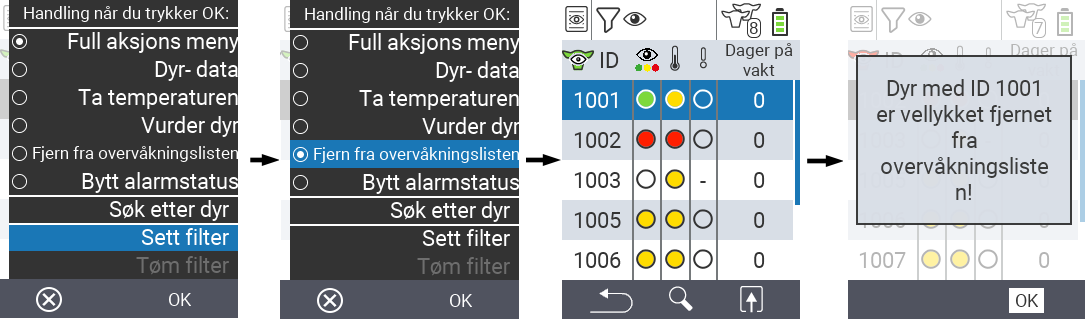 Handling når du trykker OK:
Full aksjons meny
Dyr- data
Ta temperaturen
Vurder dyr
Fjern fra overvåkningslisten
Bytt alarmstatus
Søk etter dyr
Sett filter
Tøm filter
OK
Handling når du trykker OK:
Full aksjons meny
Dyr- data
Ta temperaturen
Vurder dyr
Fjern fra overvåkningslisten
Bytt alarmstatus
Søk etter dyr
Sett filter
Tøm filter
OK
8
ID
Dager på
vakt
1001 0
1002 0
1003 - 0
1005 0
1006 0
7
ID
Dager på
Dyr med ID 1001
er vellykket fjernet
fra
overvåkningsliste
n!
1007 0
OK